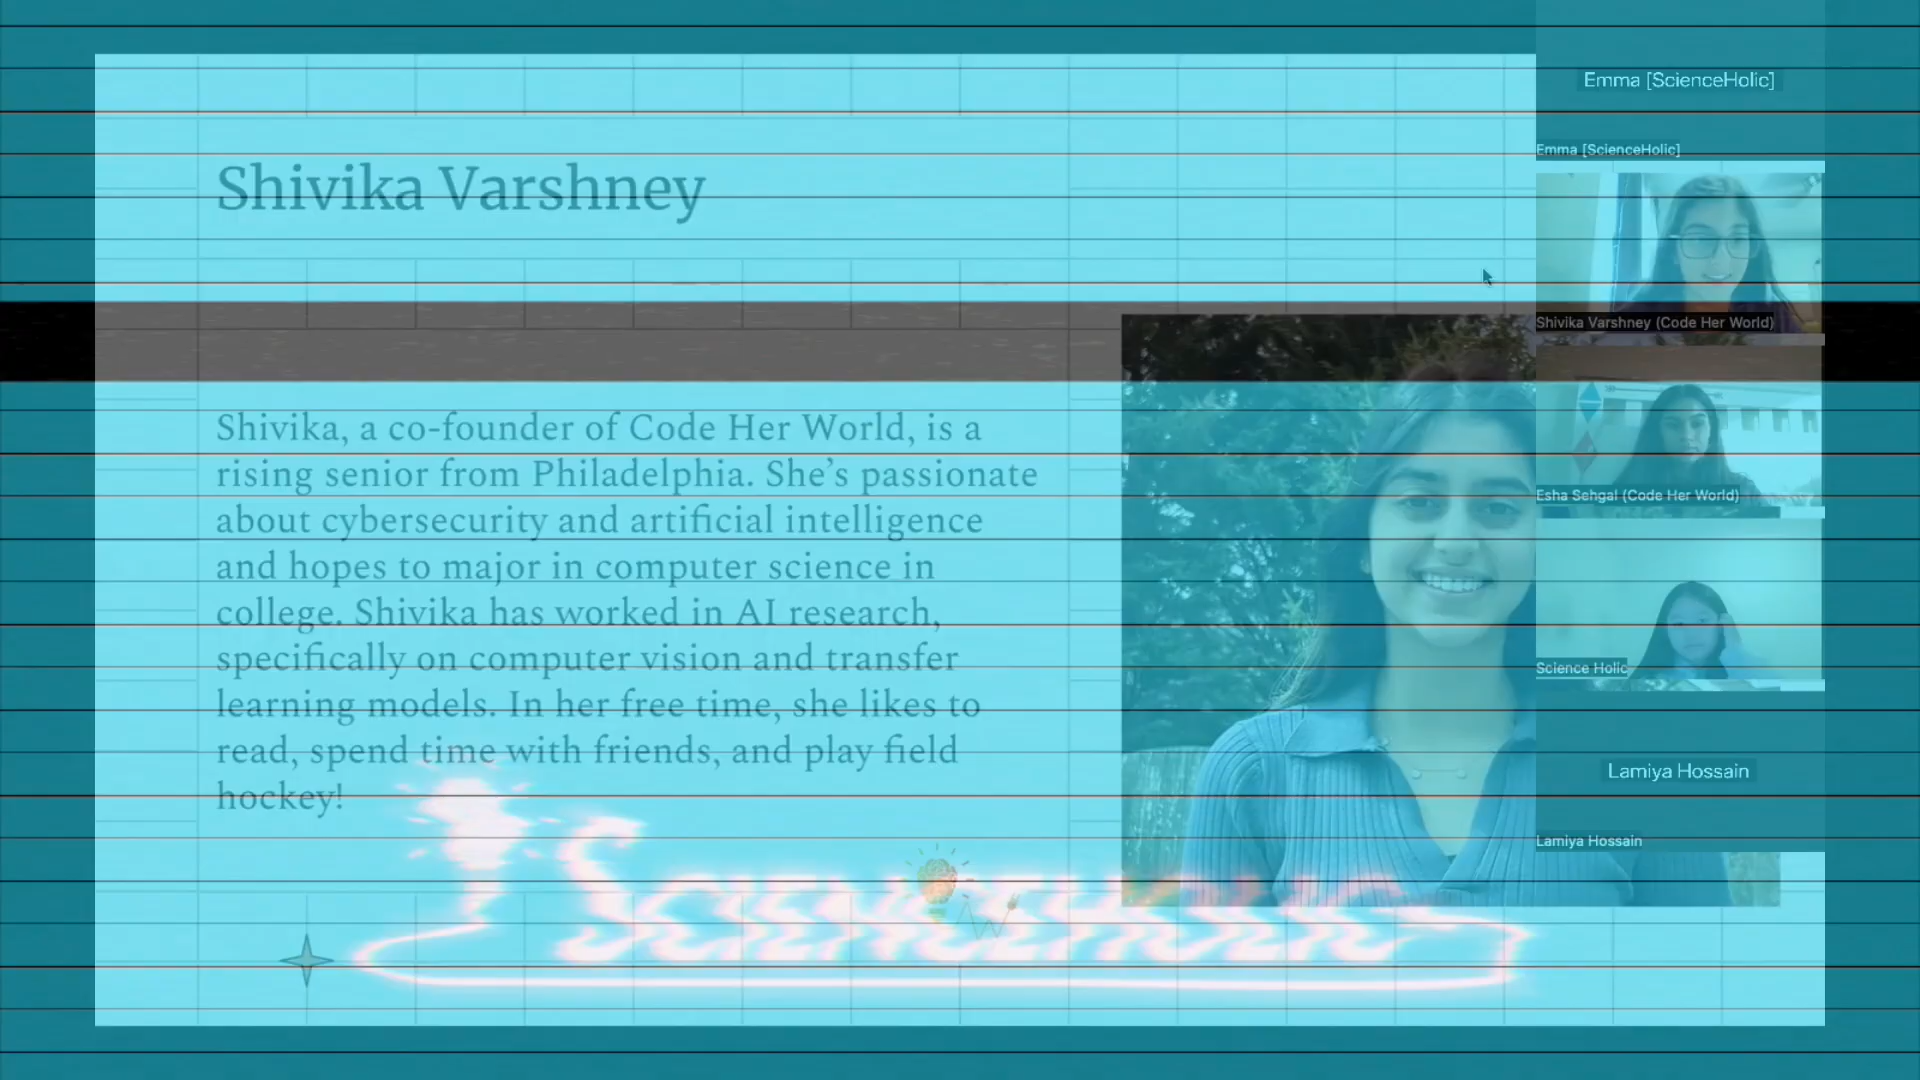 Emma [ScienceHolic]
Emma [ScienceHolic]
Shivika Varshney
Shivika Varshney (Code Her World)
Shivika, a co-founder of Code Her World, is a
rising senior from Philadelphia. She’s passionate
about cybersecurity and artificial intelligence
and hopes to major in computer science in
college. Shivika has worked in AI research,
specifically on computer vision and transfer
learning models. In her free time, she likes to
read, spend time with friends, and play field
hockey!
Esha Sehgal (Code Her World)
Science Holic
Lamiya Hossain
Lamiya Hossain
SCIENCEHOLIC